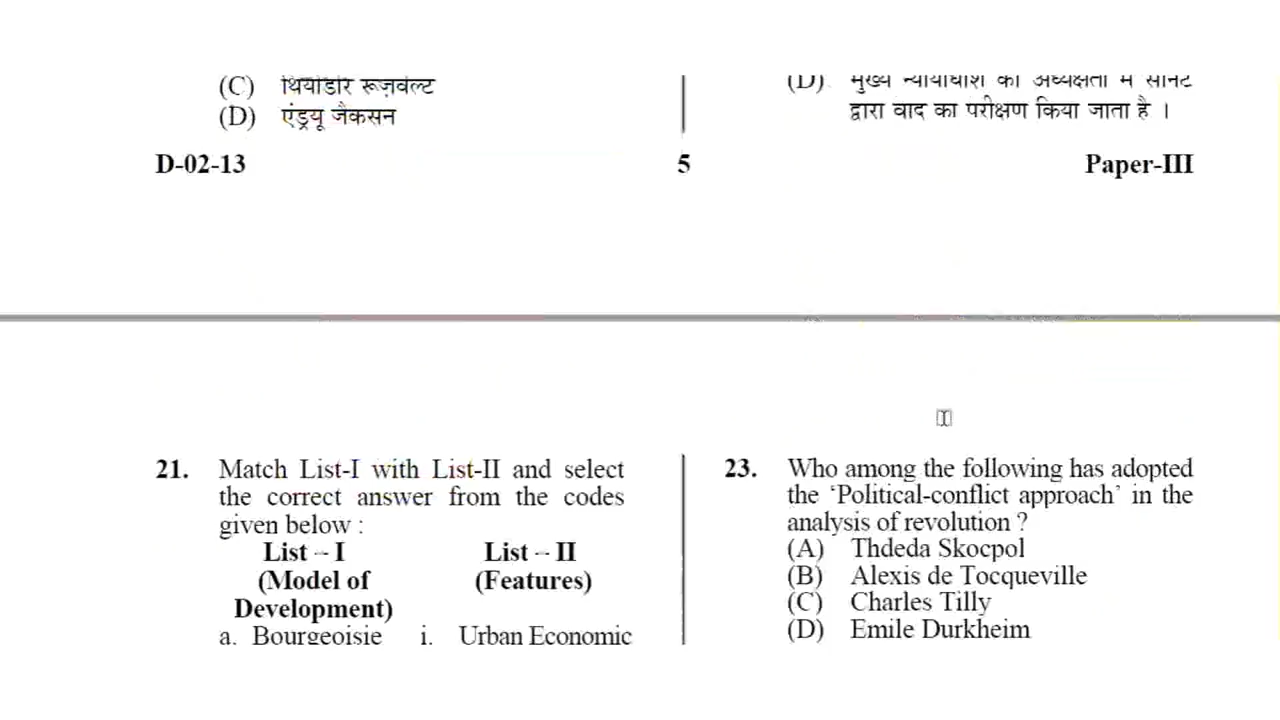 (C) थियोडोर रूज़वेल्ट
(D) एंड्र्यू जैकसन
(D) मुख्य न्यायाधीश की अध्यक्षता में सीनेट
द्वारा वाद का परीक्षण किया जाता है ।
D-02-13 5 Paper-III
21. Match List-I with List-II and select
the correct answer from the codes
given below :
List – I List – II
(Model of (Features)
Development)
a. Bourgeoisie i. Urban Economic
23. Who among the following has adopted
the ‘Political-conflict approach’ in the
analysis of revolution ?
(A) Thdeda Skocpol
(B) Alexis de Tocqueville
(C) Charles Tilly
(D) Emile Durkheim